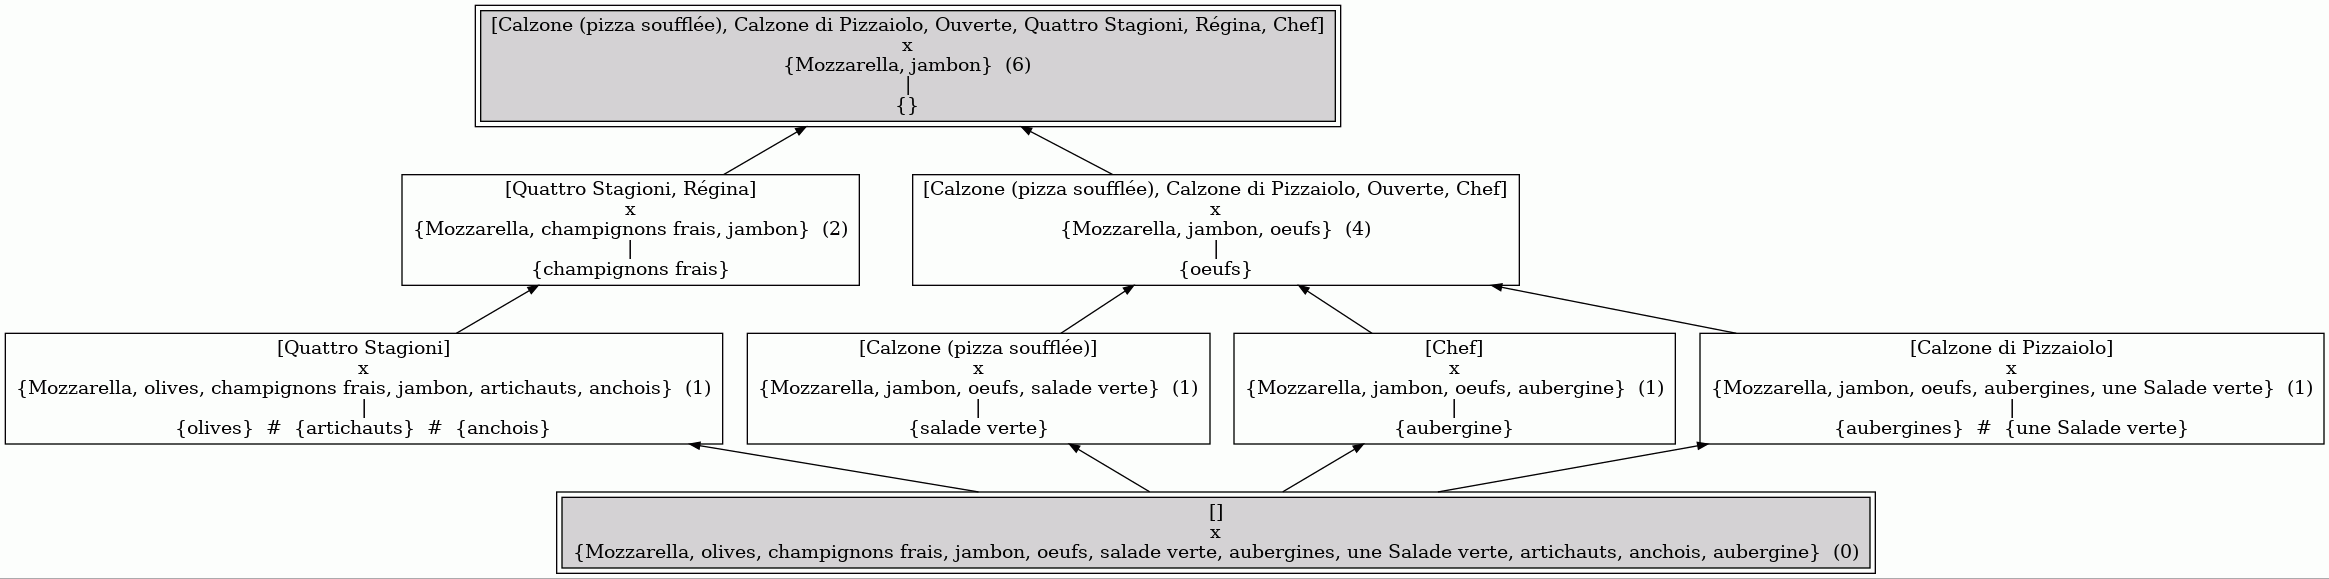 [Calzone (pizza soufflée), Calzone di Pizzaiolo, Ouverte, Quattro Stagioni, Régina, Chef]
x
{Mozzarella, jambon}  (6)
|
{}
[Quattro Stagioni, Régina]
x
{Mozzarella, champignons frais, jambon}  (2)
|
{champignons frais}
[Calzone (pizza soufflée), Calzone di Pizzaiolo, Ouverte, Chef]
x
{Mozzarella, jambon, oeufs}  (4)
|
{oeufs}
[Quattro Stagioni]
x
{Mozzarella, olives, champignons frais, jambon, artichauts, anchois}  (1)
|
{olives}  #  {artichauts}  #  {anchois}
[Calzone (pizza soufflée)]
x
{Mozzarella, jambon, oeufs, salade verte}  (1)
|
{salade verte}
[Chef]
x
{Mozzarella, jambon, oeufs, aubergine}  (1)
|
{aubergine}
[Calzone di Pizzaiolo]
x
{Mozzarella, jambon, oeufs, aubergines, une Salade verte}  (1)
|
{aubergines}  #  {une Salade verte}
[]
x
{Mozzarella, olives, champignons frais, jambon, oeufs, salade verte, aubergines, une Salade verte, artichauts, anchois, aubergine}  (0)